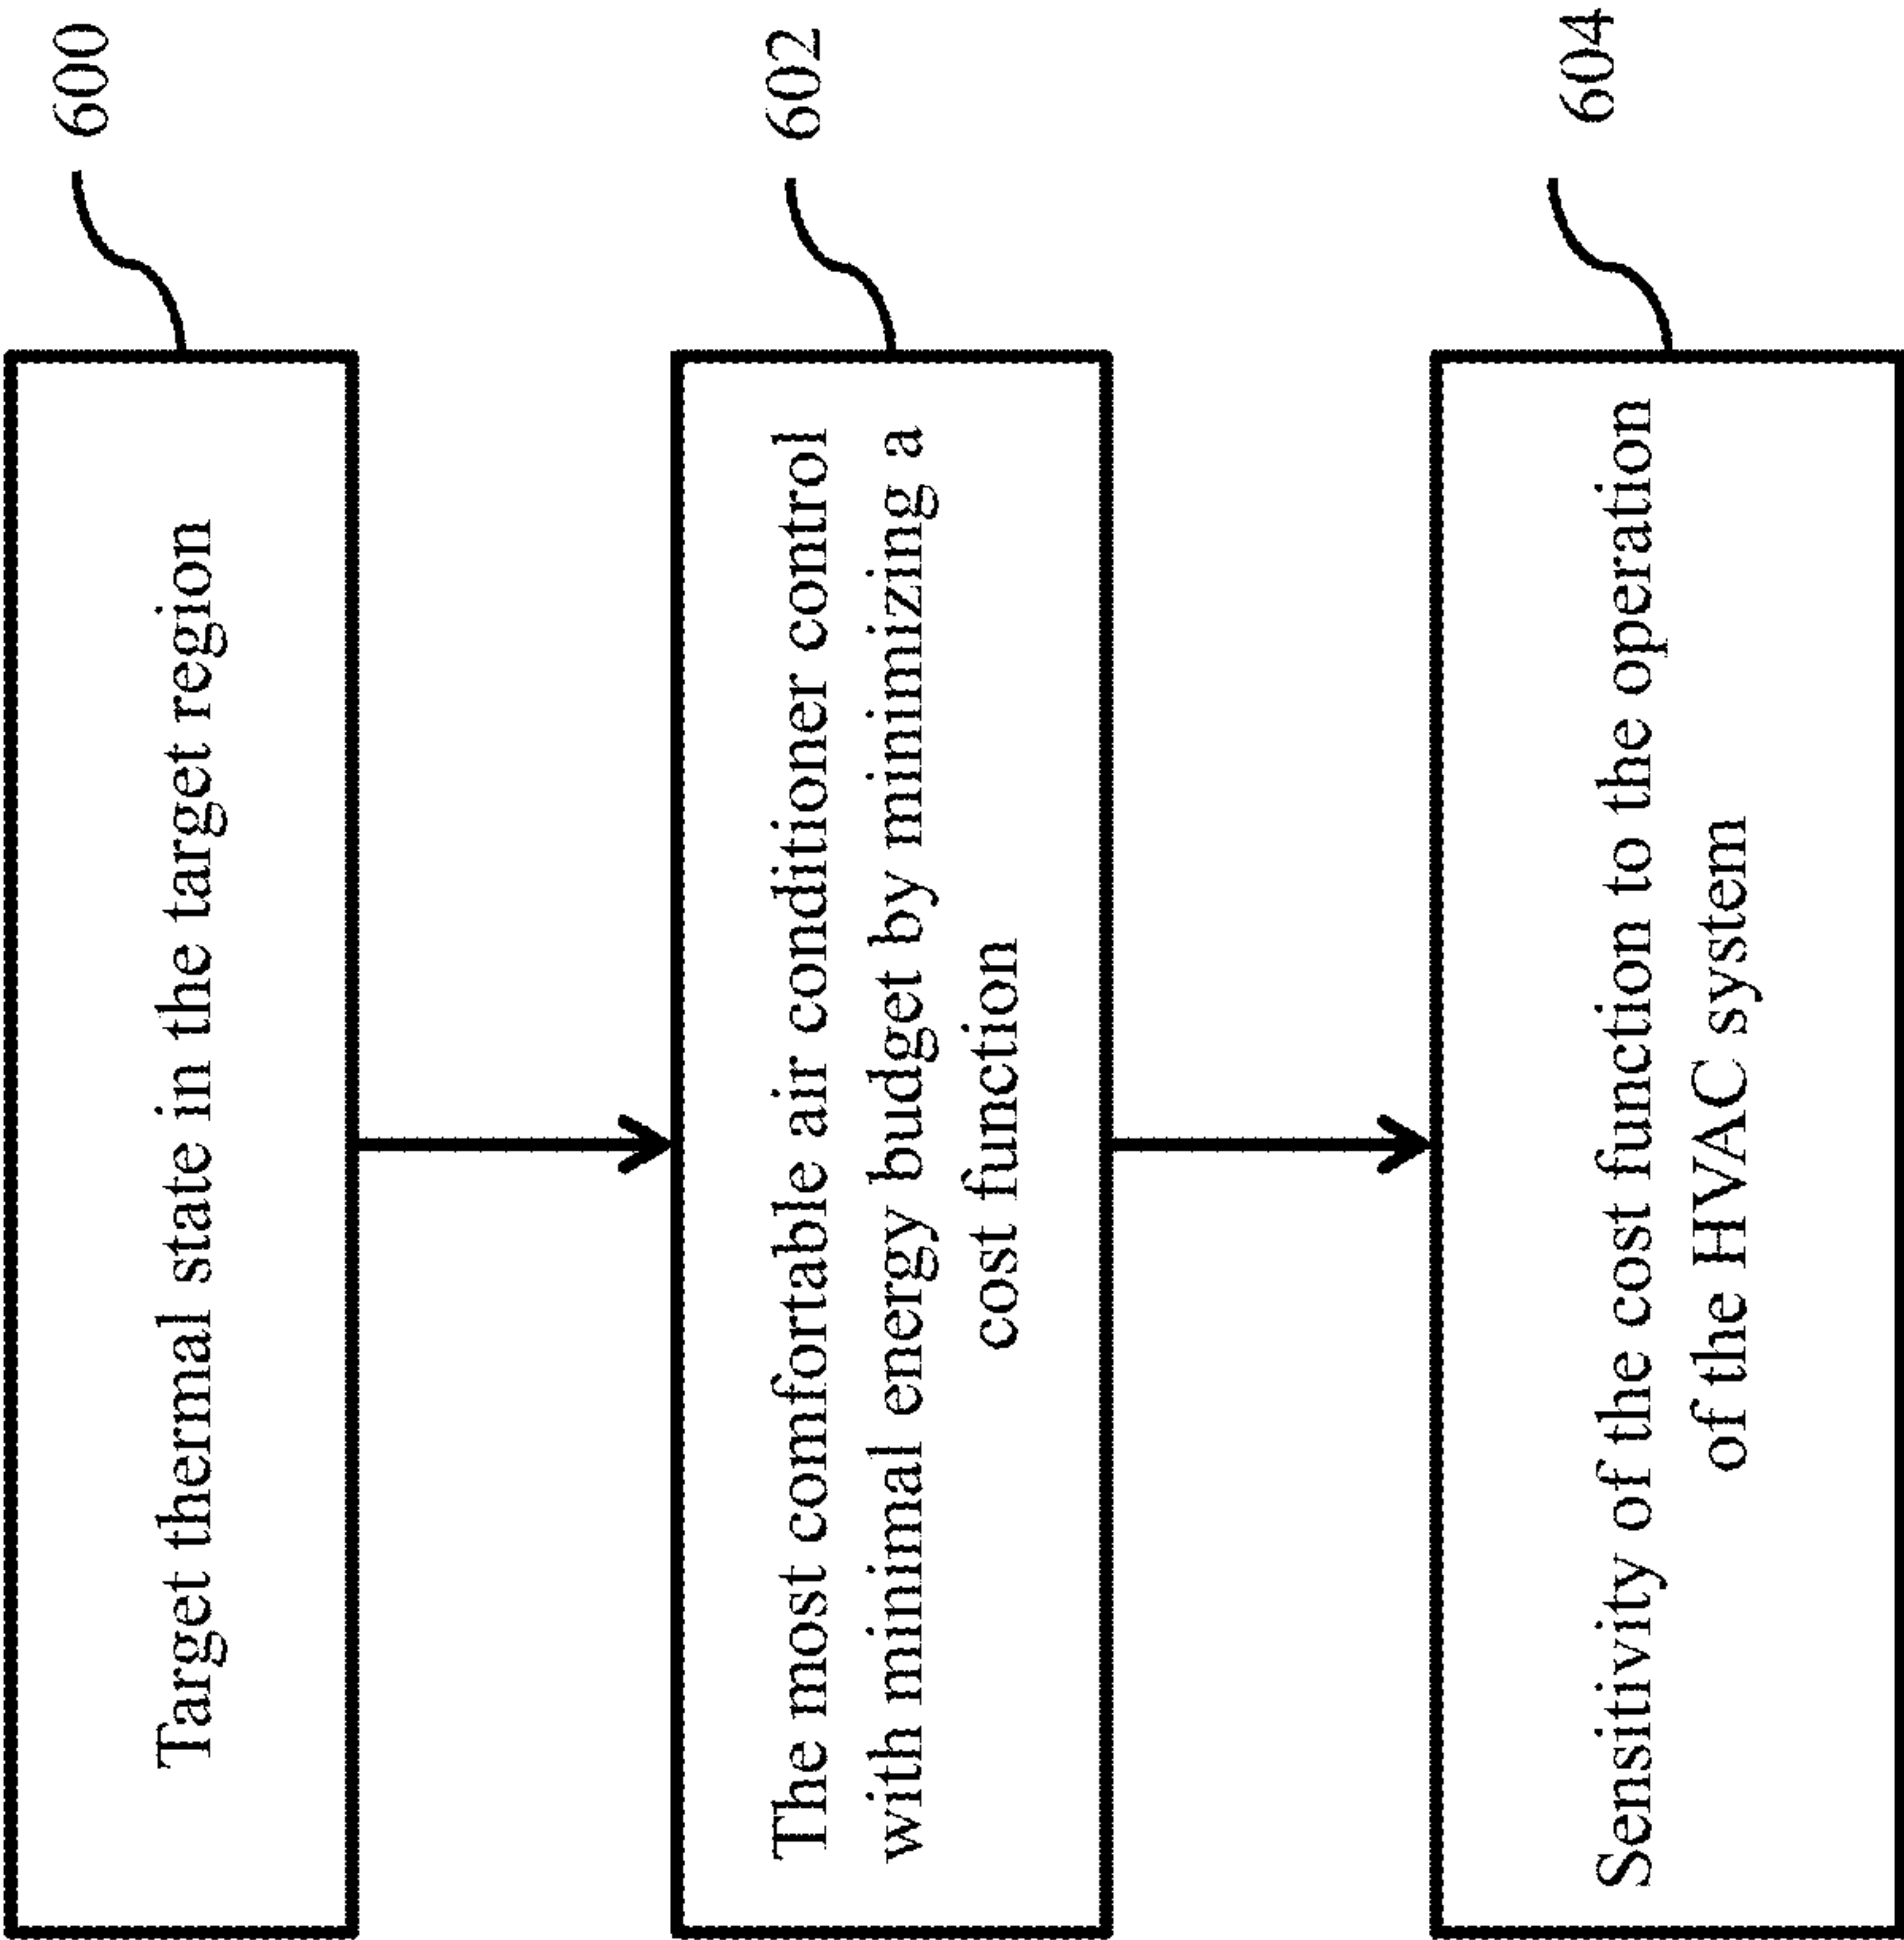 Target thermal state in the target region
600
The most comfortable air conditioner control
with minimal energy budget by minimizing a
cost function
602
Sensitivity of the cost function to the operation
of the HVAC system
604